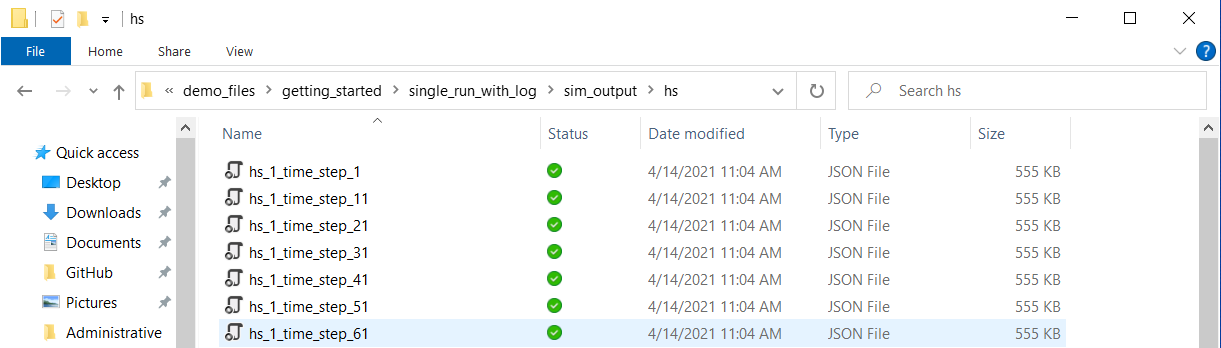 hs
File Home Share View ?
« demo_files getting_started single_run_with_log sim_output hs Search hs
Name Status Date modified Type Size
Quick access
Desktop
Downloads
Documents
GitHub
Pictures
Administrative
hs_1_time_step_1 4/14/2021 11:04 AM JSON File 555 KB
hs_1_time_step_11 4/14/2021 11:04 AM JSON File 555 KB
hs_1_time_step_21 4/14/2021 11:04 AM JSON File 555 KB
hs_1_time_step_31 4/14/2021 11:04 AM JSON File 555 KB
hs_1_time_step_41 4/14/2021 11:04 AM JSON File 555 KB
hs_1_time_step_51 4/14/2021 11:04 AM JSON File 555 KB
hs_1_time_step_61 4/14/2021 11:04 AM JSON File 555 KB